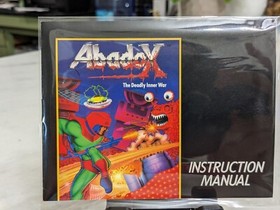 Abadox
The Deadly Inner War
INSTRUCTION
MANUAL